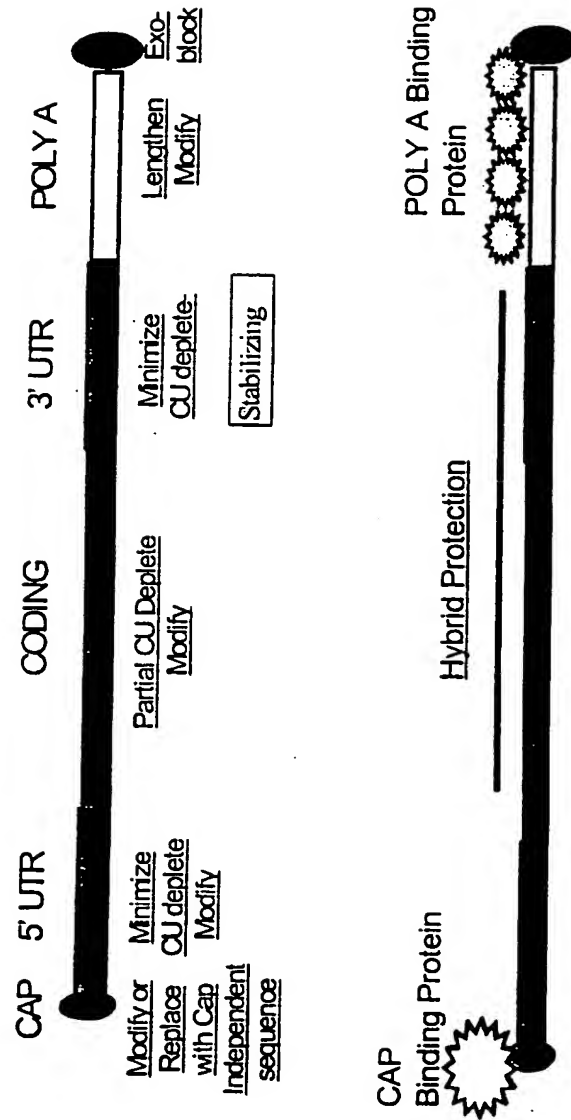 CAP
5' UTR
CODING
3' UTR
POLY A
Modify or
Replace
with Cap
Independent
sequence
Minimize
CU deplete
Modify
Partial CU Deplete
Modify
Minimize
CU deplete-
Stabilizing
Lengthen
Modify
Exo-
block
CAP
Binding Protein
Hybrid Protection
POLY A Binding
Protein